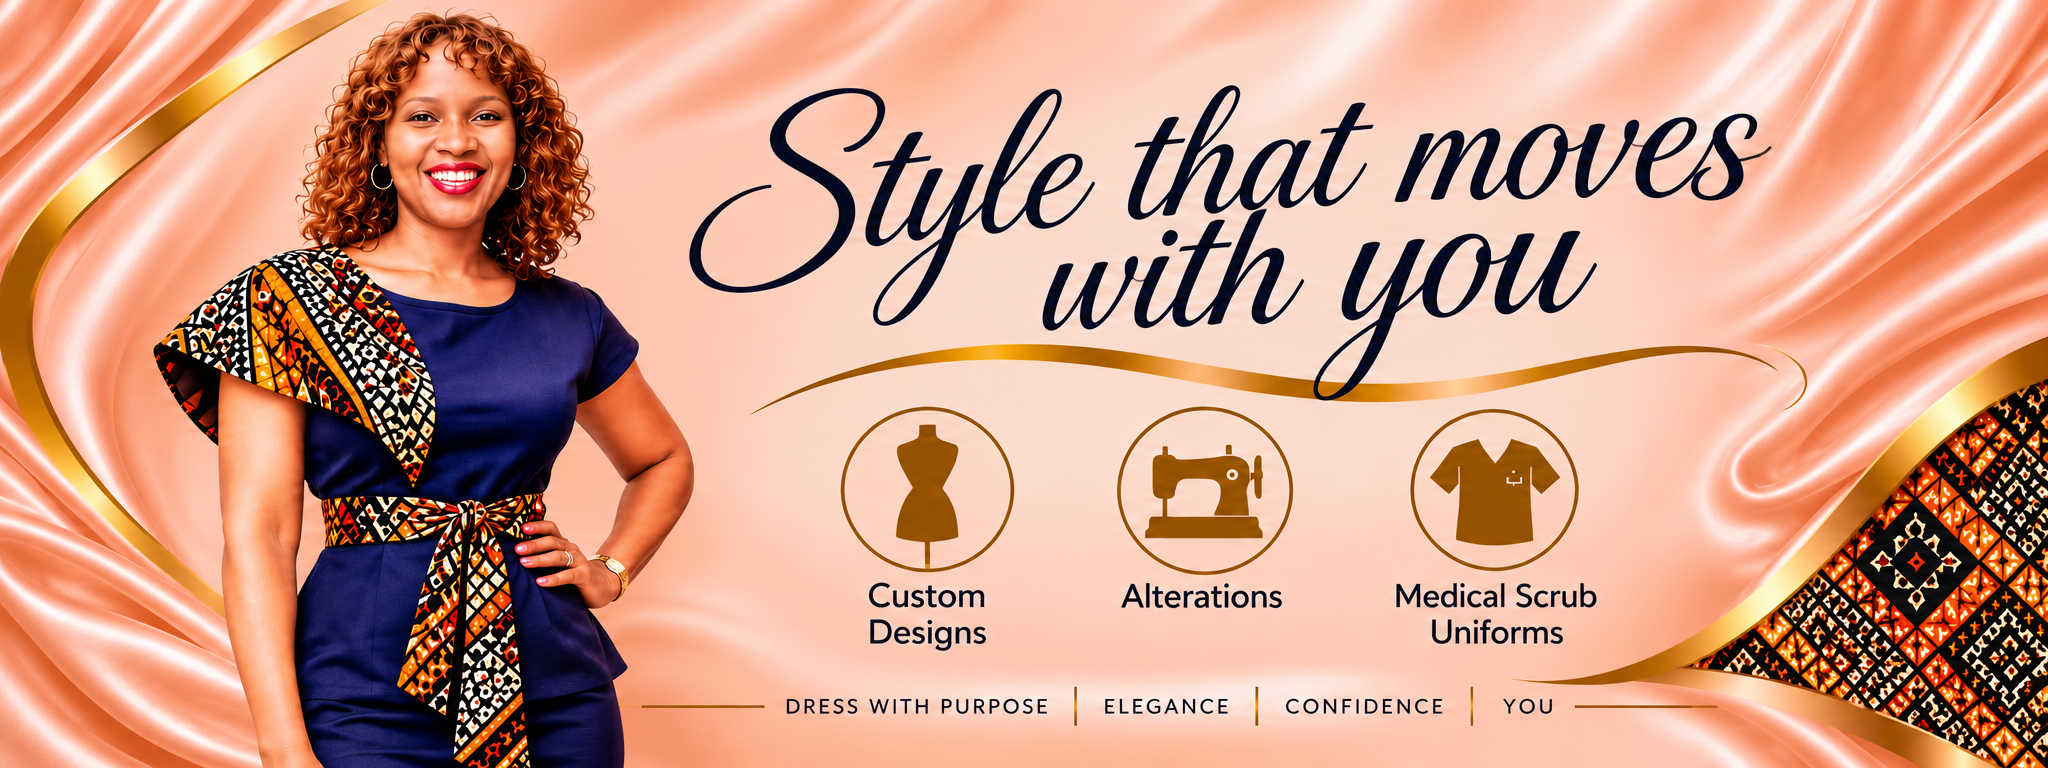 Style that moves
with you
Custom
Designs
Alterations
Medical Scrub
Uniforms
DRESS WITH PURPOSE | ELEGANCE | CONFIDENCE | YOU